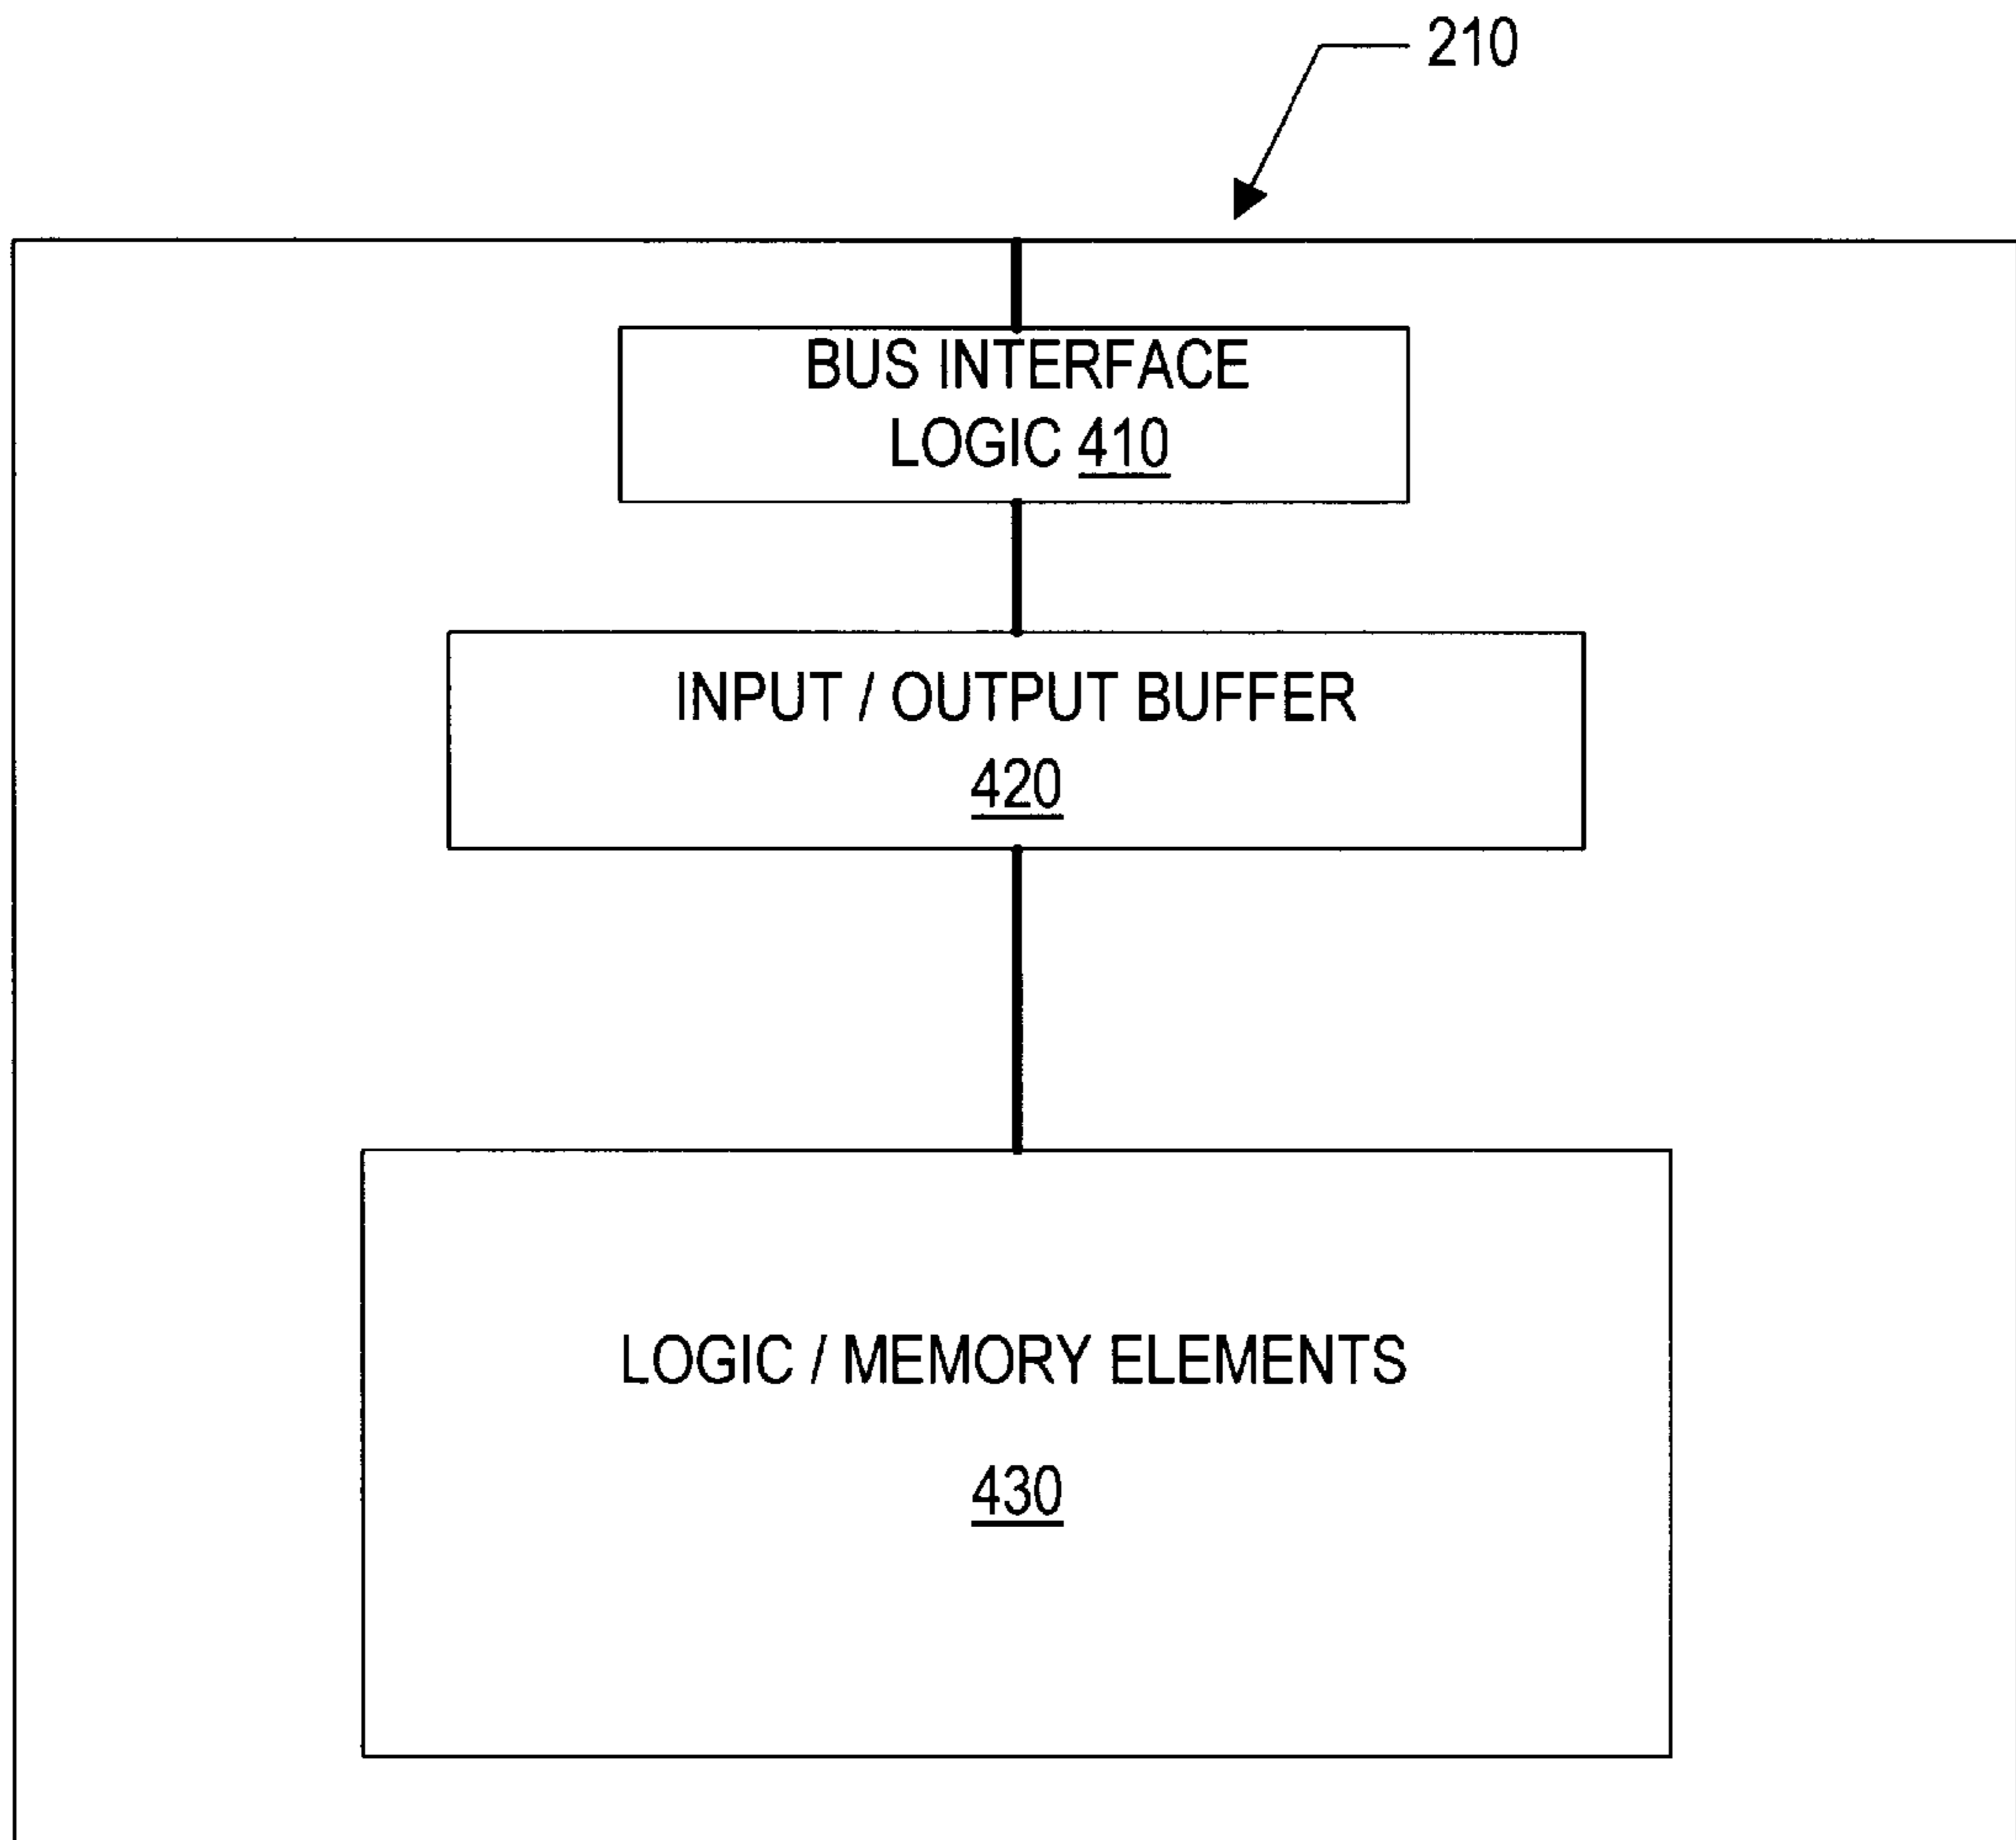 210
BUS INTERFACE
LOGIC 410
INPUT / OUTPUT BUFFER
420
LOGIC / MEMORY ELEMENTS
430